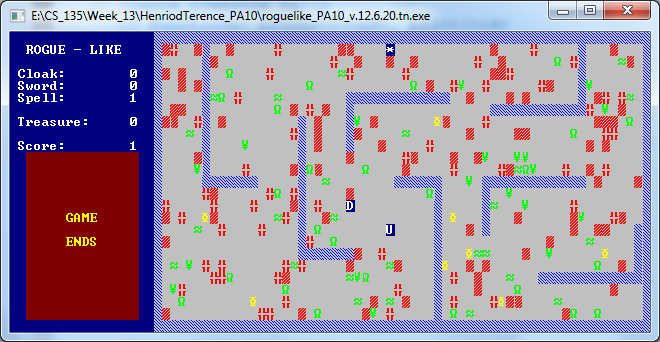 E:\CS_135\Week_13\HenriodTerence_PA10\roguelike_PA10_v.12.6.20.tn.exe
ROGUE - LIKE
Cloak: 0
Sword: 0
Spell: 1
Treasure: 0
Score: 1
GAME
ENDS
*
D
U